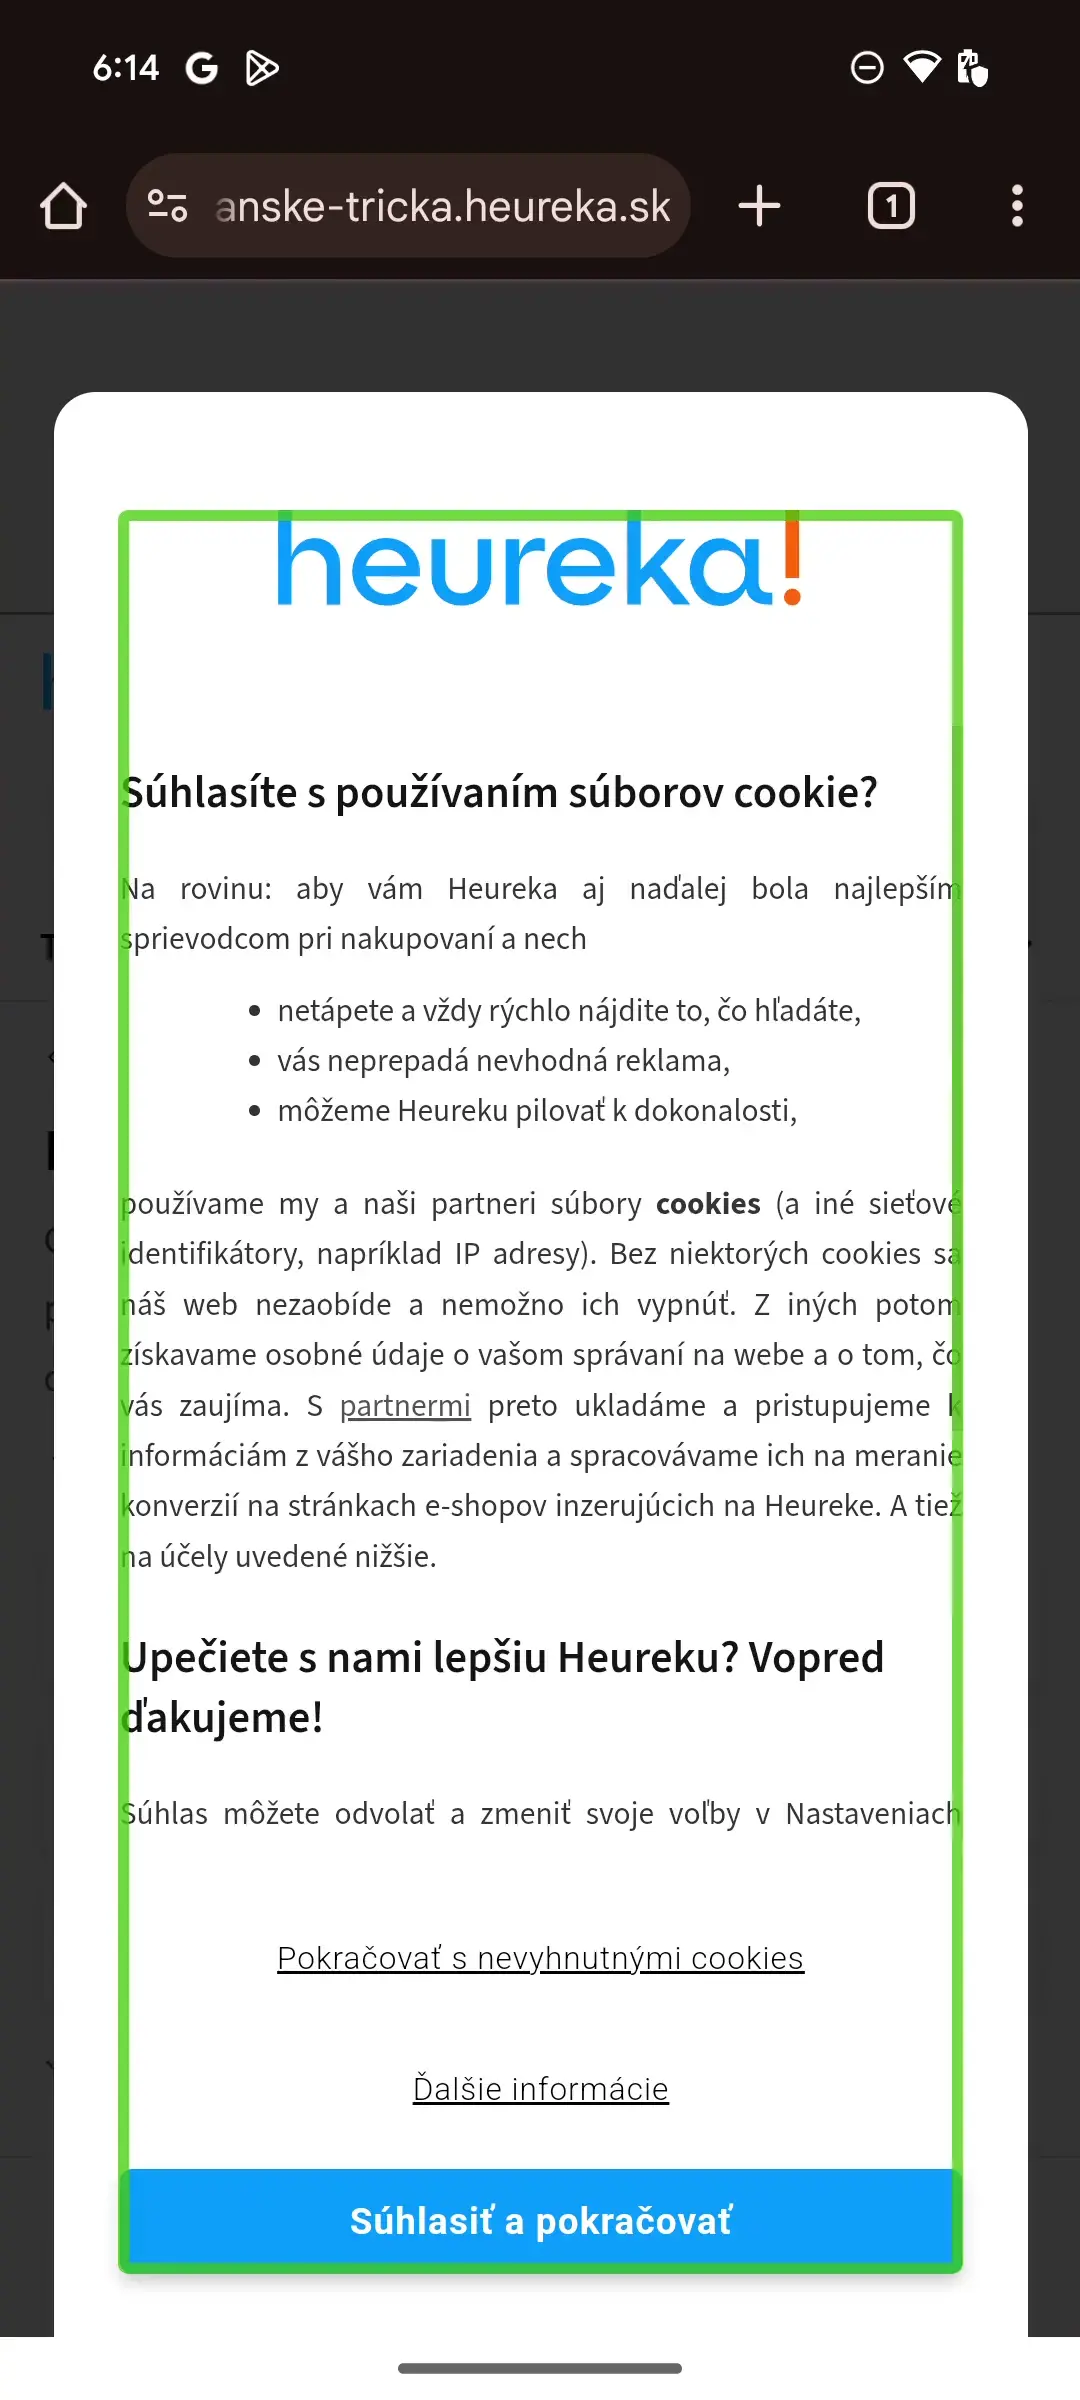 6:14
anske-tricka.heureka.sk
1
heureka!
Súhlasíte s používaním súborov cookie?
Na rovinu: aby vám Heureka aj naďalej bola najlepším
sprievodcom pri nakupovaní a nech
netápete a vždy rýchlo nájdite to, čo hľadáte,
vás neprepadá nevhodná reklama,
môžeme Heureku pilovať k dokonalosti,
používame my a naši partneri súbory cookies (a iné sieťové
identifikátory, napríklad IP adresy). Bez niektorých cookies sa
náš web nezaobíde a nemožno ich vypnúť. Z iných potom
získavame osobné údaje o vašom správaní na webe a o tom, čo
vás zaujíma. S partnermi preto ukladáme a pristupujeme k
informáciám z vášho zariadenia a spracovávame ich na meranie
konverzií na stránkach e-shopov inzerujúcich na Heureke. A tiež
na účely uvedené nižšie.
Upečiete s nami lepšiu Heureku? Vopred
ďakujeme!
Súhlas môžete odvolať a zmeniť svoje voľby v Nastaveniach
Pokračovať s nevyhnutnými cookies
Ďalšie informácie
Súhlasiť a pokračovať